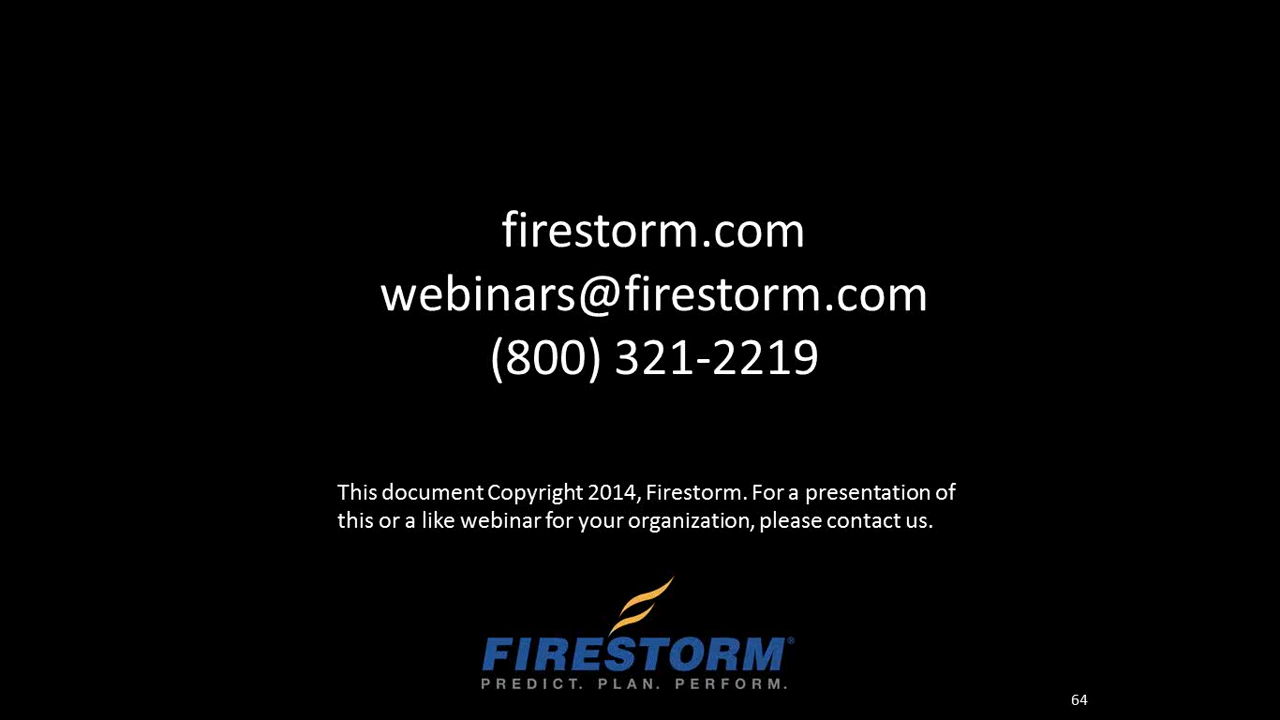 firestorm.com
webinars@firestorm.com
(800) 321-2219
This document Copyright 2014, Firestorm. For a presentation of
this or a like webinar for your organization, please contact us.
FIRESTORM®
PREDICT. PLAN. PERFORM.
64